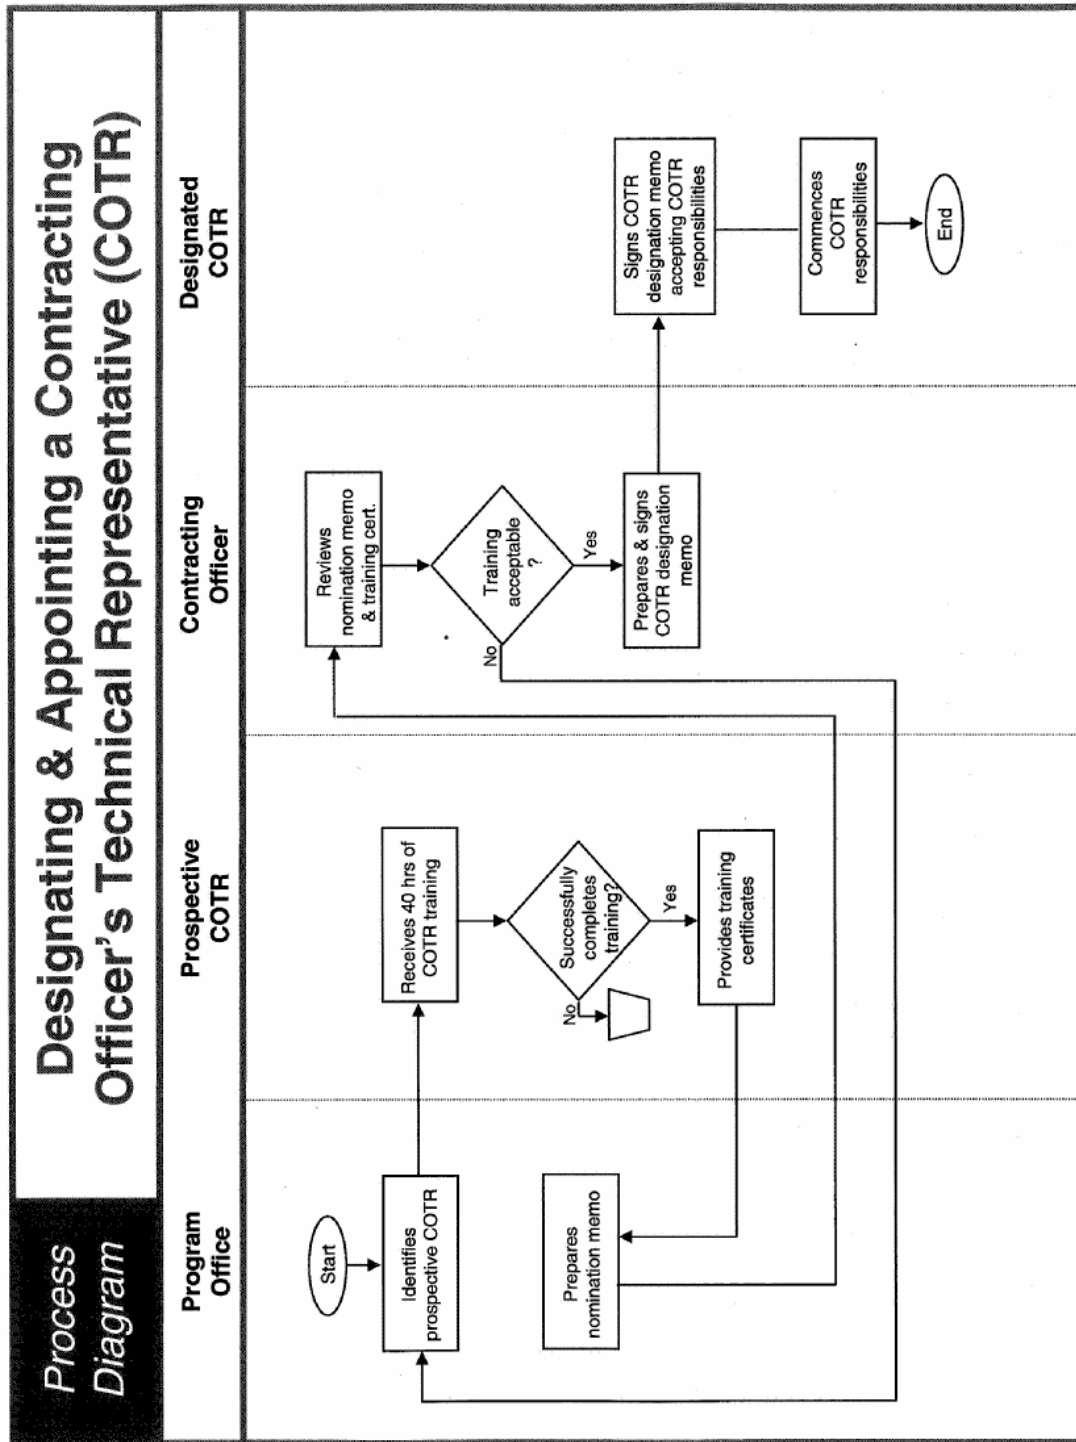 Process
Diagram
Designating & Appointing a Contracting
Officer's Technical Representative (COTR)
Program
Office
Prospective
COTR
Contracting
Officer
Designated
COTR
Start
Identifies
prospective COTR
Prepares
nomination memo
Receives 40 hrs of
COTR training
Successfully
completes
training?
No
Yes
Provides training
certificates
Reviews
nomination memo
& training cert.
Training
acceptable
?
No
Yes
Prepares & signs
COTR designation
memo
Signs COTR
designation memo
accepting COTR
responsibilities
Commences
COTR
responsibilities
End